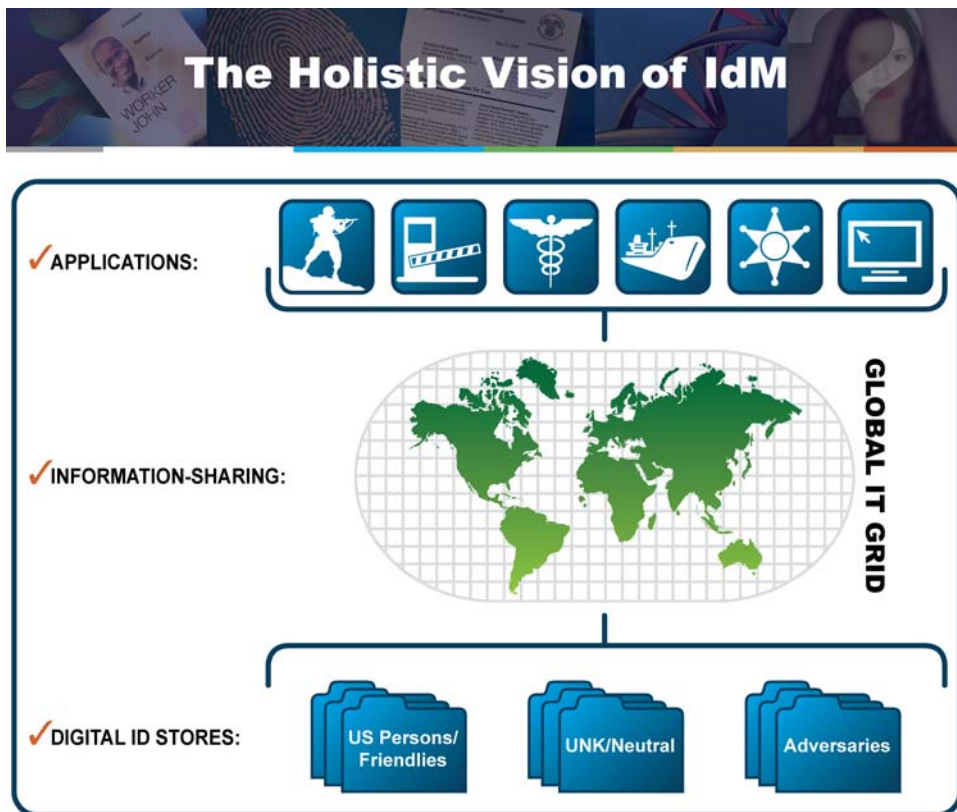 The Holistic Vision of IdM
WORKER
JOHN
✓APPLICATIONS:
✓INFORMATION-SHARING:
GLOBAL IT GRID
✓DIGITAL ID STORES:
US Persons/
Friendlies
UNK/Neutral
Adversaries